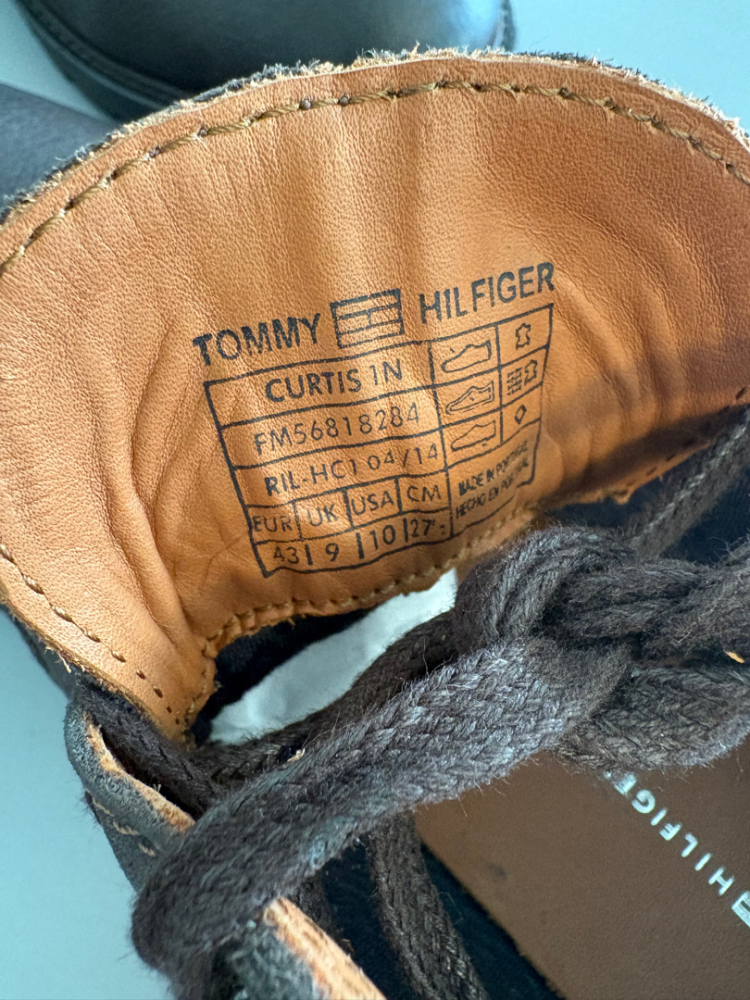 TOMMY HILFIGER
CURTIS 1N
FM56818284
RIL-HC1 04/14
EUR UK USA CM
43 9 10 27
MADE IN PORTUGAL
HECHO EN PORTUGAL
HILFIGER